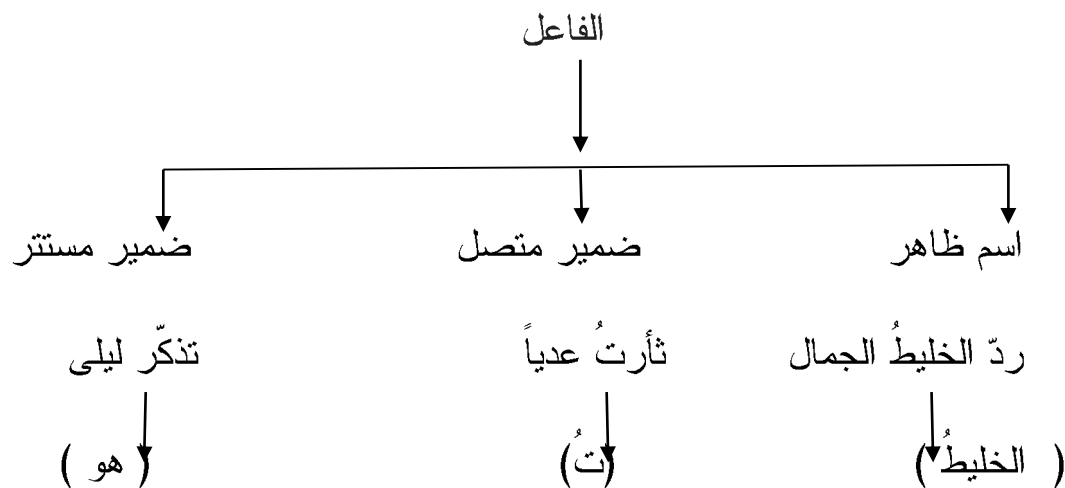 الفاعل
اسم ظاهر ضمير متصل ضمير مستتر
ردّ الخليطُ الجمال ثأرتُ عدياً تذكّر ليلى
( الخليطُ ) (تُ) ( هو )